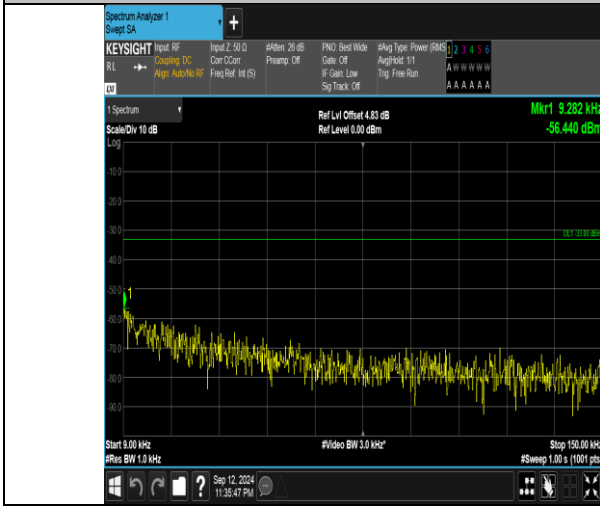 Spectrum Analyzer 1
Swept SA
+
KEYSIGHT Input: RF Input Z: 50 Ω #Atten: 26 dB PNO: Best Wide #Avg Type: Power (RMS 1 2 3 4 5 6
RL Coupling: DC Corr CCorr Preamp: Off Gate: Off Avg|Hold: 1/1 A W W W W W
Align: Auto/No RF Freq Ref: Int (S) IF Gain: Low Trig: Free Run
LXI Sig Track: Off A A A A A A
1 Spectrum Ref Lvl Offset 4.83 dB Mkr1 9.282 kHz
Scale/Div 10 dB Ref Level 0.00 dBm -56.440 dBm
Log
-10.0
-20.0
-30.0
DL1 -33.00 dBm
-40.0
-50.0
1
-60.0
-70.0
-80.0
-90.0
Start 9.00 kHz #Video BW 3.0 kHz* Stop 150.00 kHz
#Res BW 1.0 kHz #Sweep 1.00 s (1001 pts
? Sep 12, 2024
11:35:47 PM